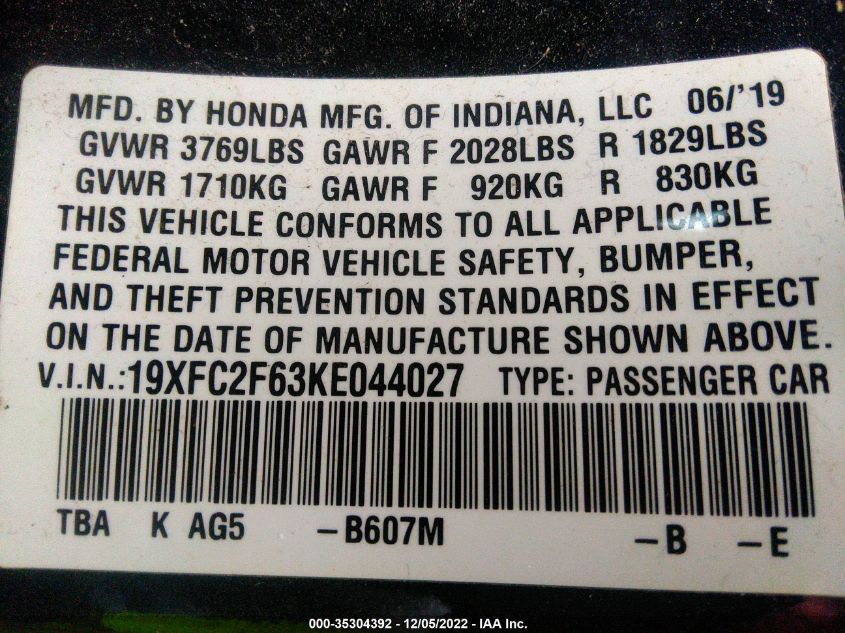 MFD. BY HONDA MFG. OF INDIANA, LLC 06/'19
GVWR 3769LBS GAWR F 2028LBS R 1829LBS
GVWR 1710KG GAWR F 920KG R 830KG
THIS VEHICLE CONFORMS TO ALL APPLICABLE
FEDERAL MOTOR VEHICLE SAFETY, BUMPER,
AND THEFT PREVENTION STANDARDS IN EFFECT
ON THE DATE OF MANUFACTURE SHOWN ABOVE.
V.I.N.:19XFC2F63KE044027 TYPE: PASSENGER CAR
TBA K AG5 -B607M -B -E
000-35304392 - 12/05/2022 - IAA Inc.